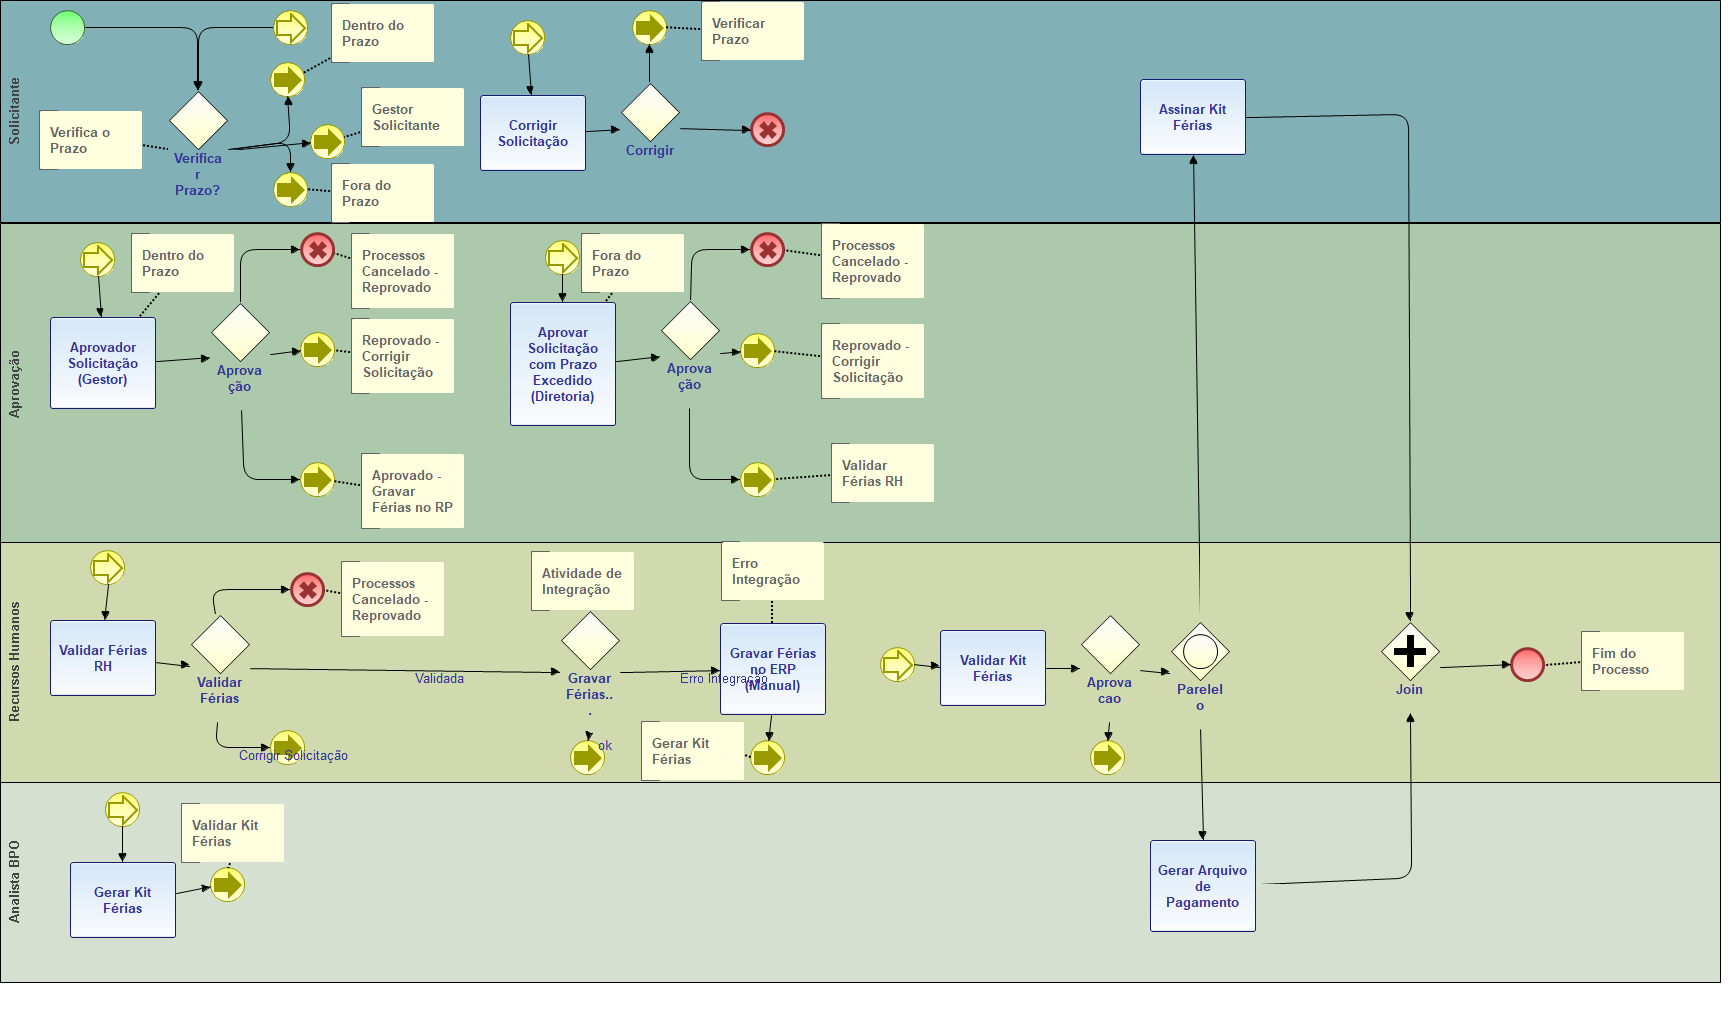 Solicitante
Verifica o
Prazo
Verifica
r
Prazo?
Dentro do
Prazo
Gestor
Solicitante
Fora do
Prazo
Corrigir
Solicitação
Corrigir
Verificar
Prazo
Assinar Kit
Férias
Aprovação
Aprovador
Solicitação
(Gestor)
Dentro do
Prazo
Aprova
ção
Processos
Cancelado -
Reprovado
Reprovado -
Corrigir
Solicitação
Aprovado -
Gravar
Férias no RP
Aprovar
Solicitação
com Prazo
Excedido
(Diretoria)
Fora do
Prazo
Aprova
ção
Processos
Cancelado -
Reprovado
Reprovado -
Corrigir
Solicitação
Validar
Férias RH
Recursos Humanos
Validar Férias
RH
Validar
Férias
Processos
Cancelado -
Reprovado
Corrigir Solicitação
Validada
Atividade de
Integração
Gravar
Férias..
.
ok
Erro Integração
Erro
Integração
Gravar Férias
no ERP
(Manual)
Gerar Kit
Férias
Validar Kit
Férias
Aprova
cao
Parelel
o
Join
Fim do
Processo
Analista BPO
Gerar Kit
Férias
Validar Kit
Férias
Gerar Arquivo
de
Pagamento